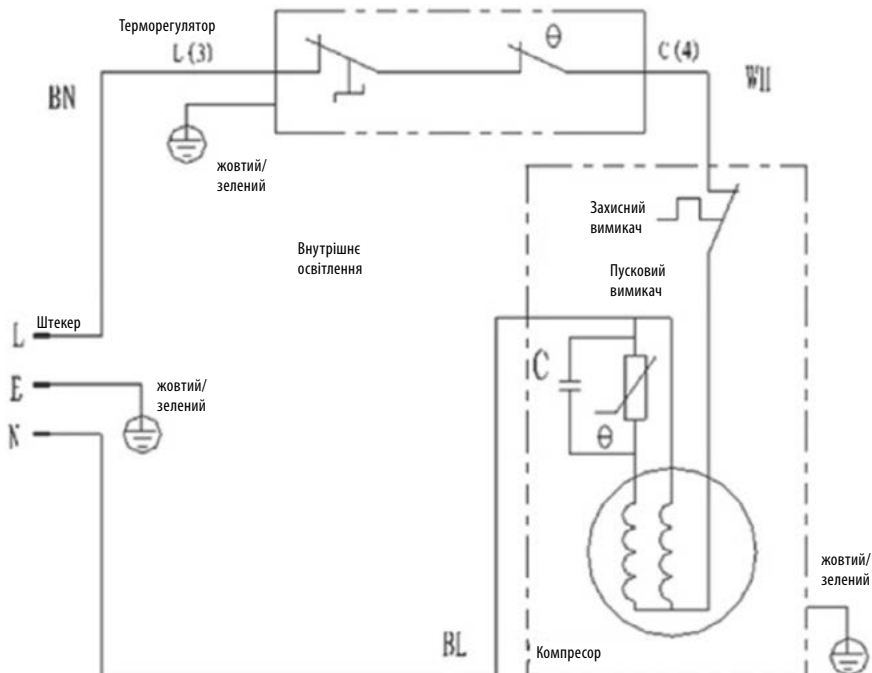 Терморегулятор
L (3)
C (4)
BN
WH
жовтий/
зелений
Захисний
вимикач
Внутрішнє
освітлення
Пусковий
вимикач
L Штекер
C
E
жовтий/
зелений
N
θ
θ
жовтий/
зелений
BL
Компресор